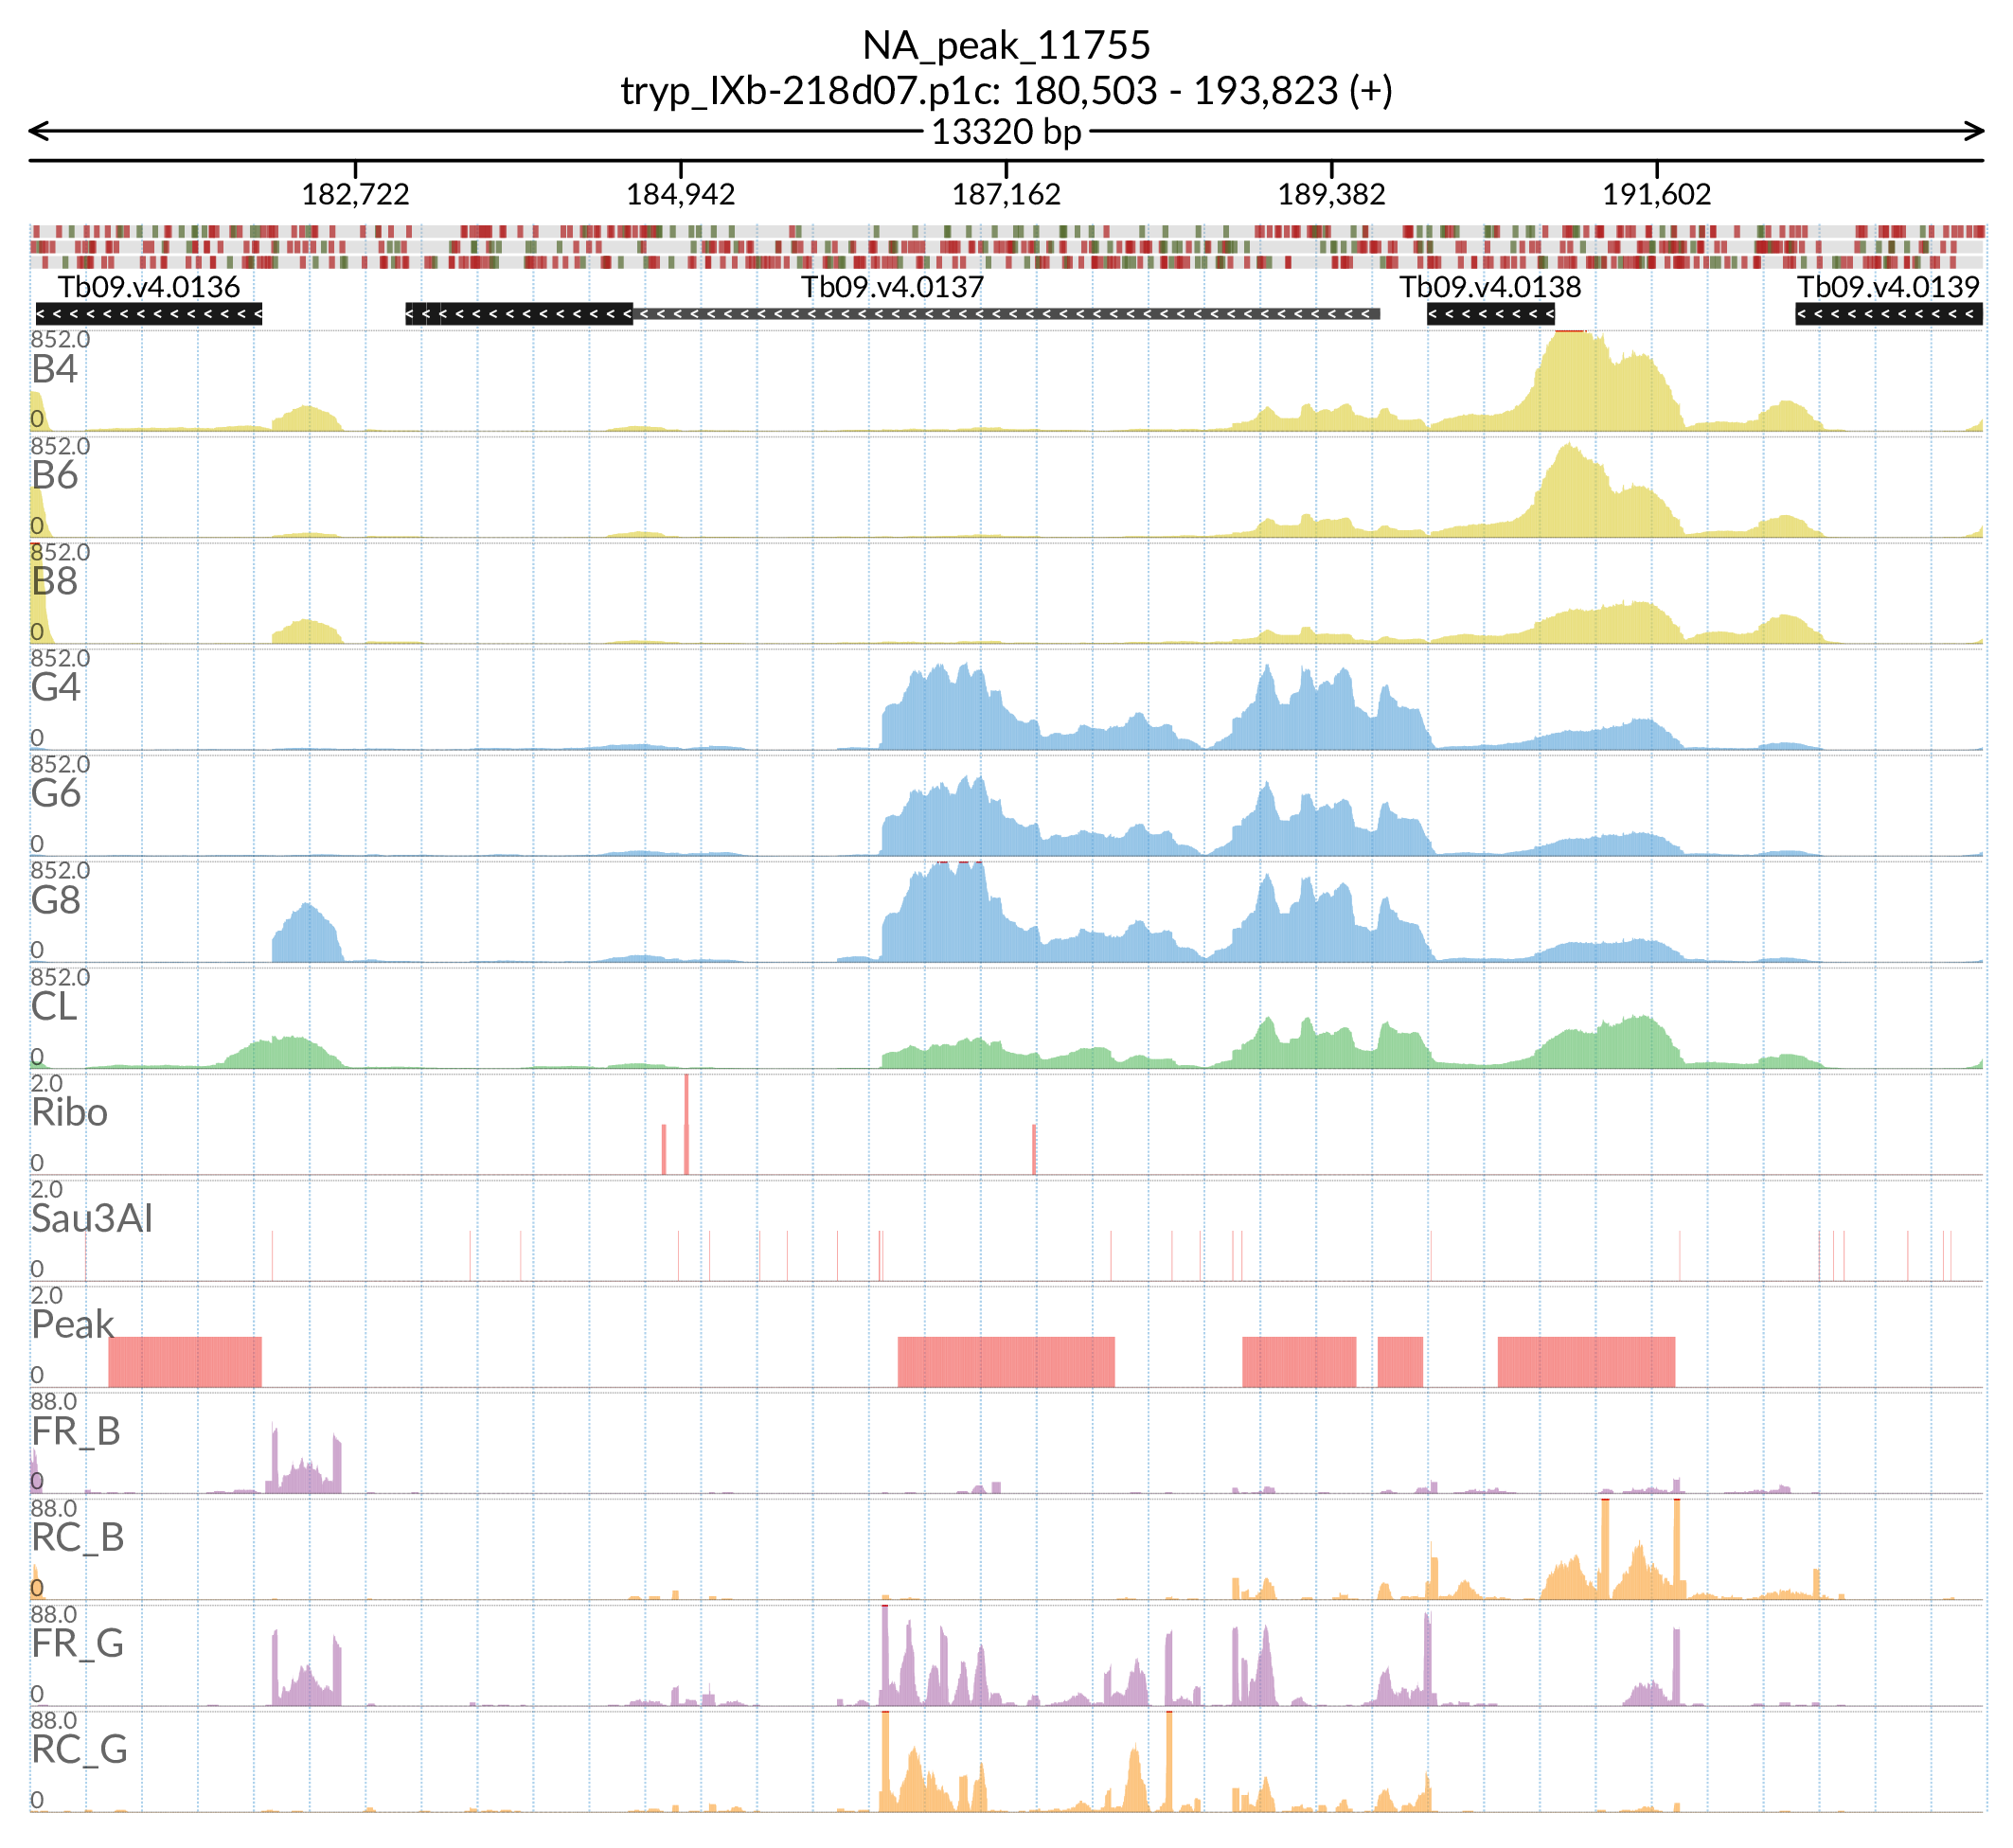 NA_peak_11755
tryp_IXb-218d07.p1c: 180,503 - 193,823 (+)
13320 bp
182,722 184,942 187,162 189,382 191,602
Tb09.v4.0136 Tb09.v4.0137 Tb09.v4.0138 Tb09.v4.0139
852.0
B4
0
852.0
B6
0
852.0
B8
0
852.0
G4
0
852.0
G6
0
852.0
G8
0
852.0
CL
0
2.0
Ribo
0
2.0
Sau3AI
0
2.0
Peak
0
88.0
FR_B
0
88.0
RC_B
0
88.0
FR_G
0
88.0
RC_G
0